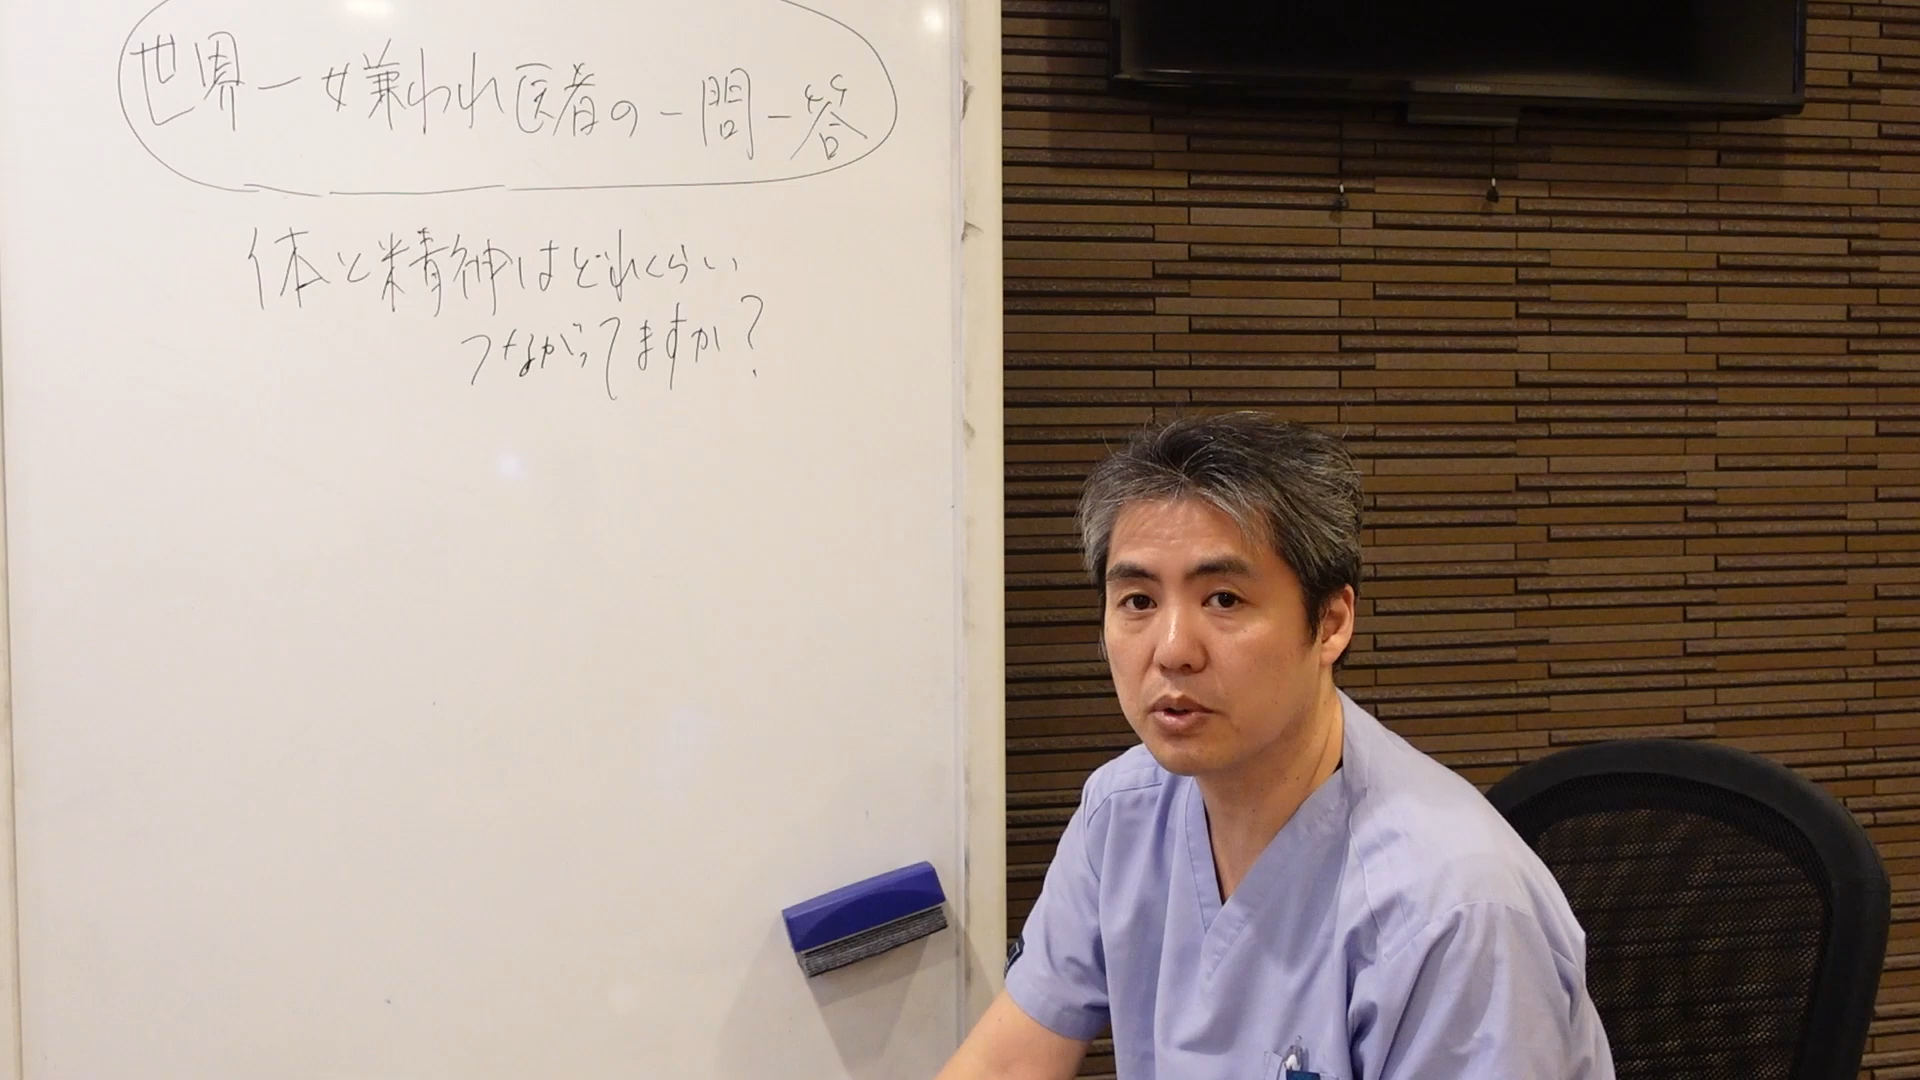 世界一嫌われ医者の一問一答
体と精神はどれくらい
つながってますか？